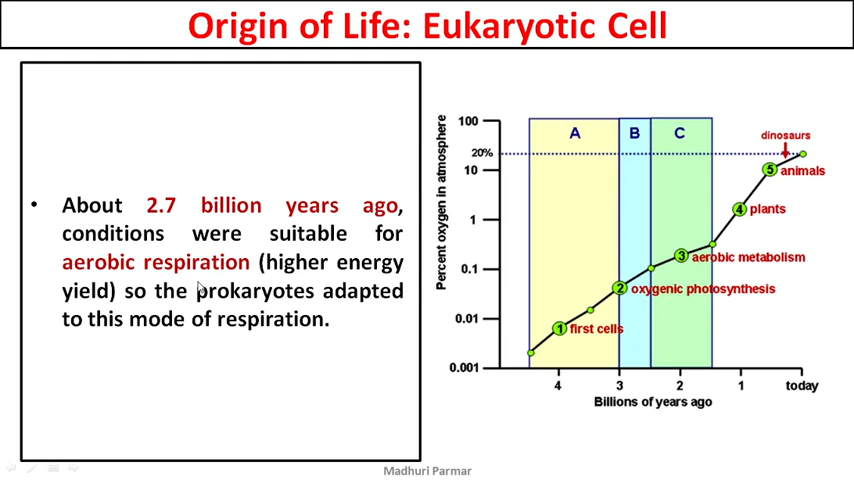 Origin of Life: Eukaryotic Cell
• About 2.7 billion years ago,
conditions were suitable for
aerobic respiration (higher energy
yield) so the prokaryotes adapted
to this mode of respiration.
Percent oxygen in atmosphere
100
20%
10
1
0.1
0.01
0.001
A
B
C
dinosaurs
5 animals
4 plants
3 aerobic metabolism
2 oxygenic photosynthesis
1 first cells
4 3 2 1 today
Billions of years ago
Madhuri Parmar